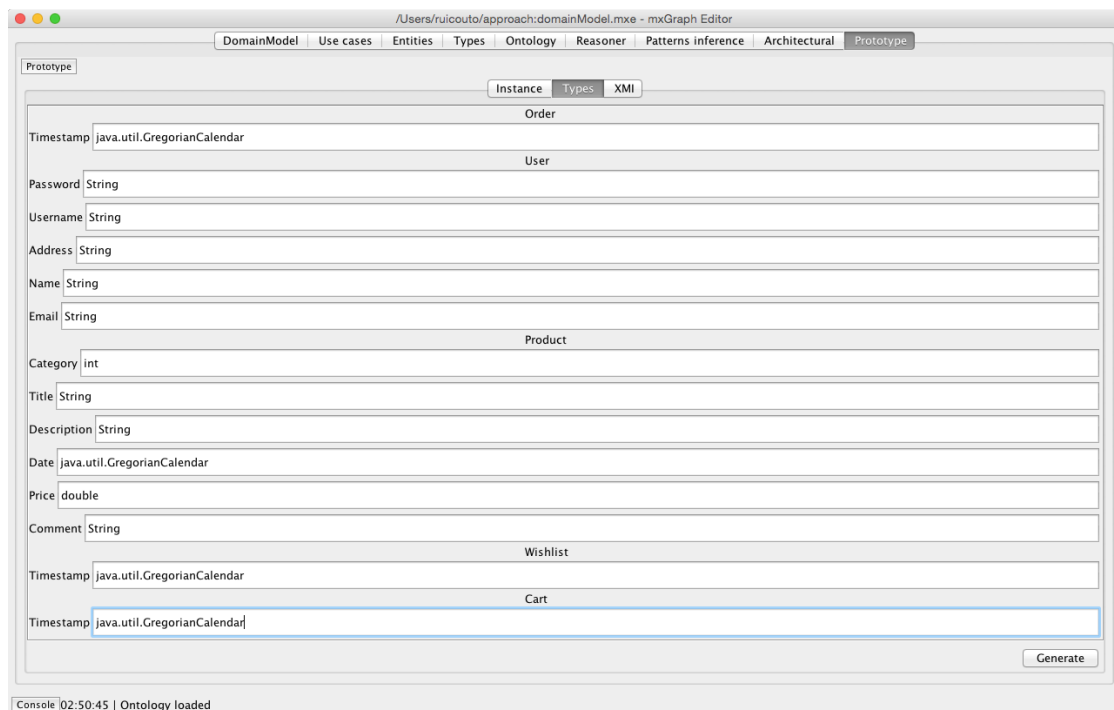 /Users/ruicouto/approach:domainModel.mxe - mxGraph Editor
DomainModel Use cases Entities Types Ontology Reasoner Patterns inference Architectural Prototype
Prototype
Instance Types XMI
Order
Timestamp java.util.GregorianCalendar
User
Password String
Username String
Address String
Name String
Email String
Product
Category int
Title String
Description String
Date java.util.GregorianCalendar
Price double
Comment String
Wishlist
Timestamp java.util.GregorianCalendar
Cart
Timestamp java.util.GregorianCalendar
Generate
Console 02:50:45 | Ontology loaded